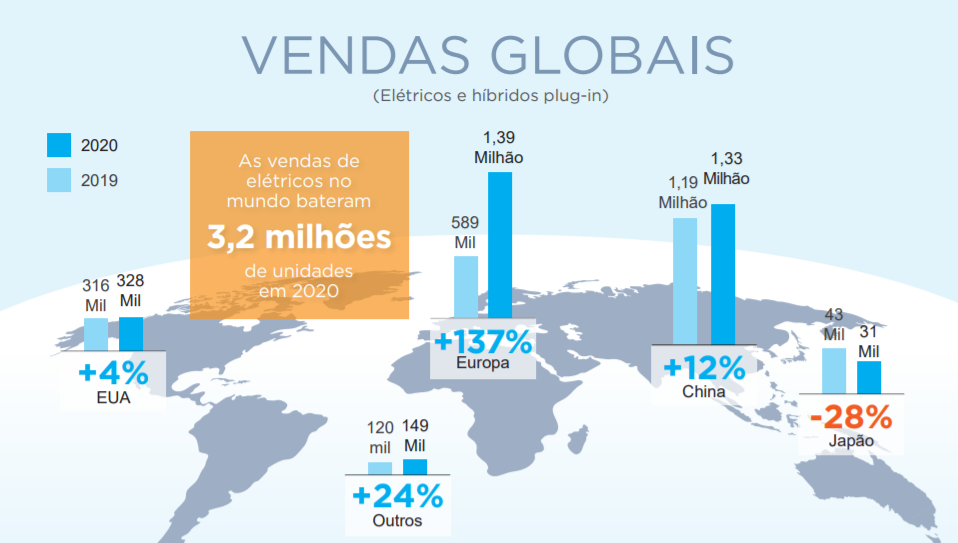 VENDAS GLOBAIS
(Elétricos e híbridos plug-in)
2020
2019
As vendas de
elétricos no
mundo bateram
3,2 milhões
de unidades
em 2020
316
Mil
328
Mil
+4%
EUA
589
Mil
1,39
Milhão
+137%
Europa
1,19
Milhão
1,33
Milhão
+12%
China
43
Mil
31
Mil
-28%
Japão
120
mil
149
Mil
+24%
Outros